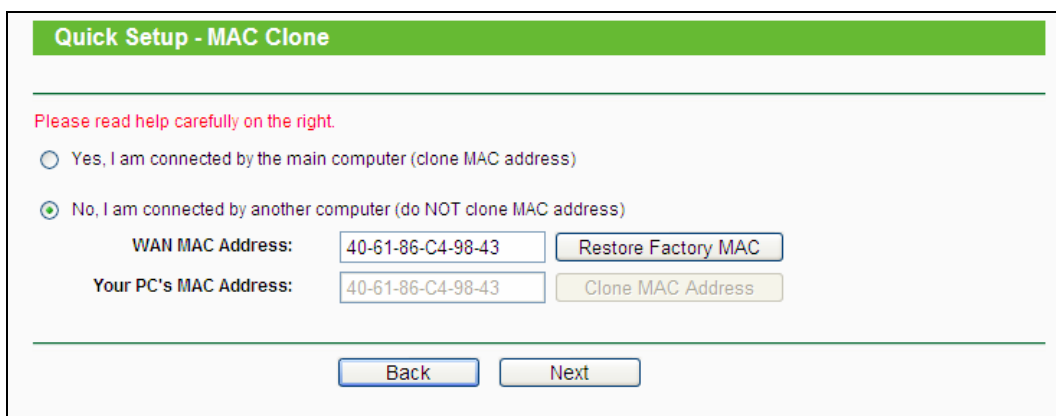 Quick Setup - MAC Clone
Please read help carefully on the right.
Yes, I am connected by the main computer (clone MAC address)
No, I am connected by another computer (do NOT clone MAC address)
WAN MAC Address: 40-61-86-C4-98-43 Restore Factory MAC
Your PC's MAC Address: 40-61-86-C4-98-43 Clone MAC Address
Back Next